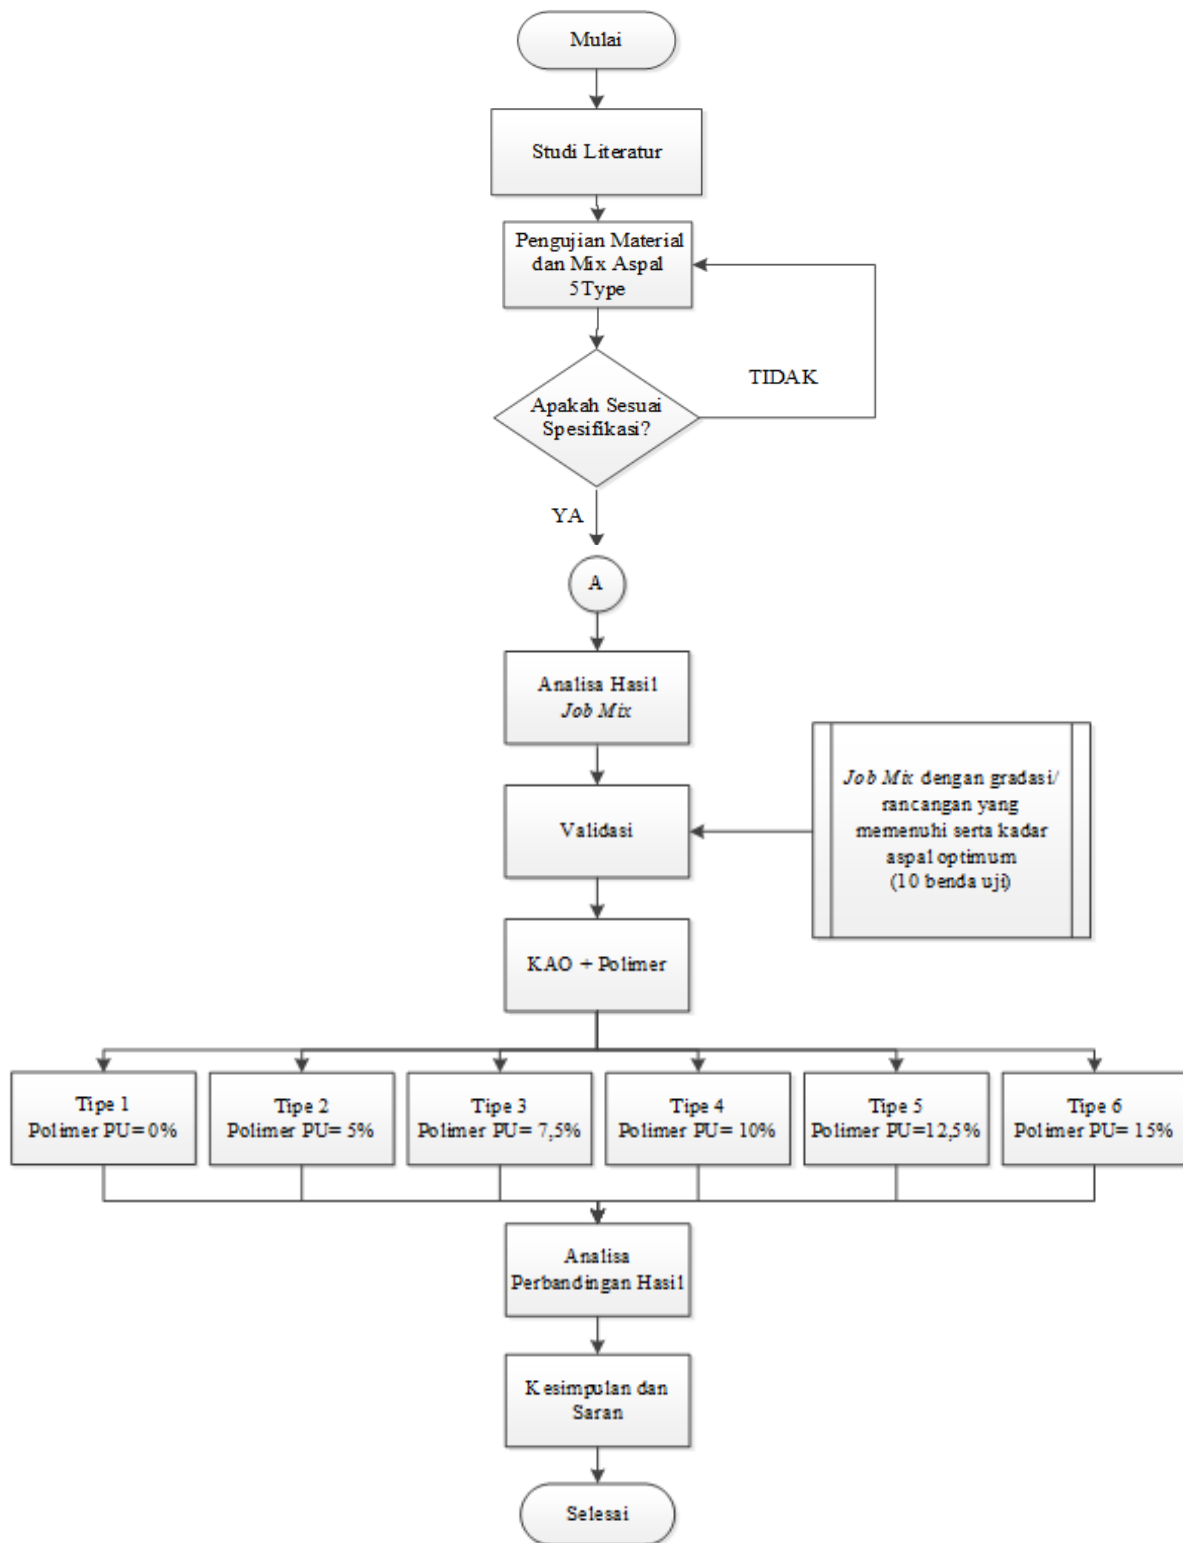 Mulai
Studi Literatur
Pengujian Material
dan Mix Aspal
5Type
TIDAK
Apakah Sesuai
Spesifikasi?
YA
A
Analisa Hasil
Job Mix
Job Mix dengan gradasi/
rancangan yang
memenuhi serta kadar
aspal optimum
(10 benda uji)
Validasi
KAO + Polimer
Tipe 1
Polimer PU= 0%
Tipe 2
Polimer PU= 5%
Tipe 3
Polimer PU= 7,5%
Tipe 4
Polimer PU= 10%
Tipe 5
Polimer PU=12,5%
Tipe 6
Polimer PU= 15%
Analisa
Perbandingan Hasil
Kesimpulan dan
Saran
Selesai